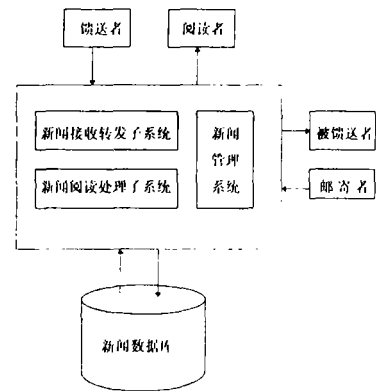 馈送者
阅读者
新闻接收转发子系统
新闻阅读处理子系统
新闻
管理
系统
被馈送者
邮寄者
新闻数据库